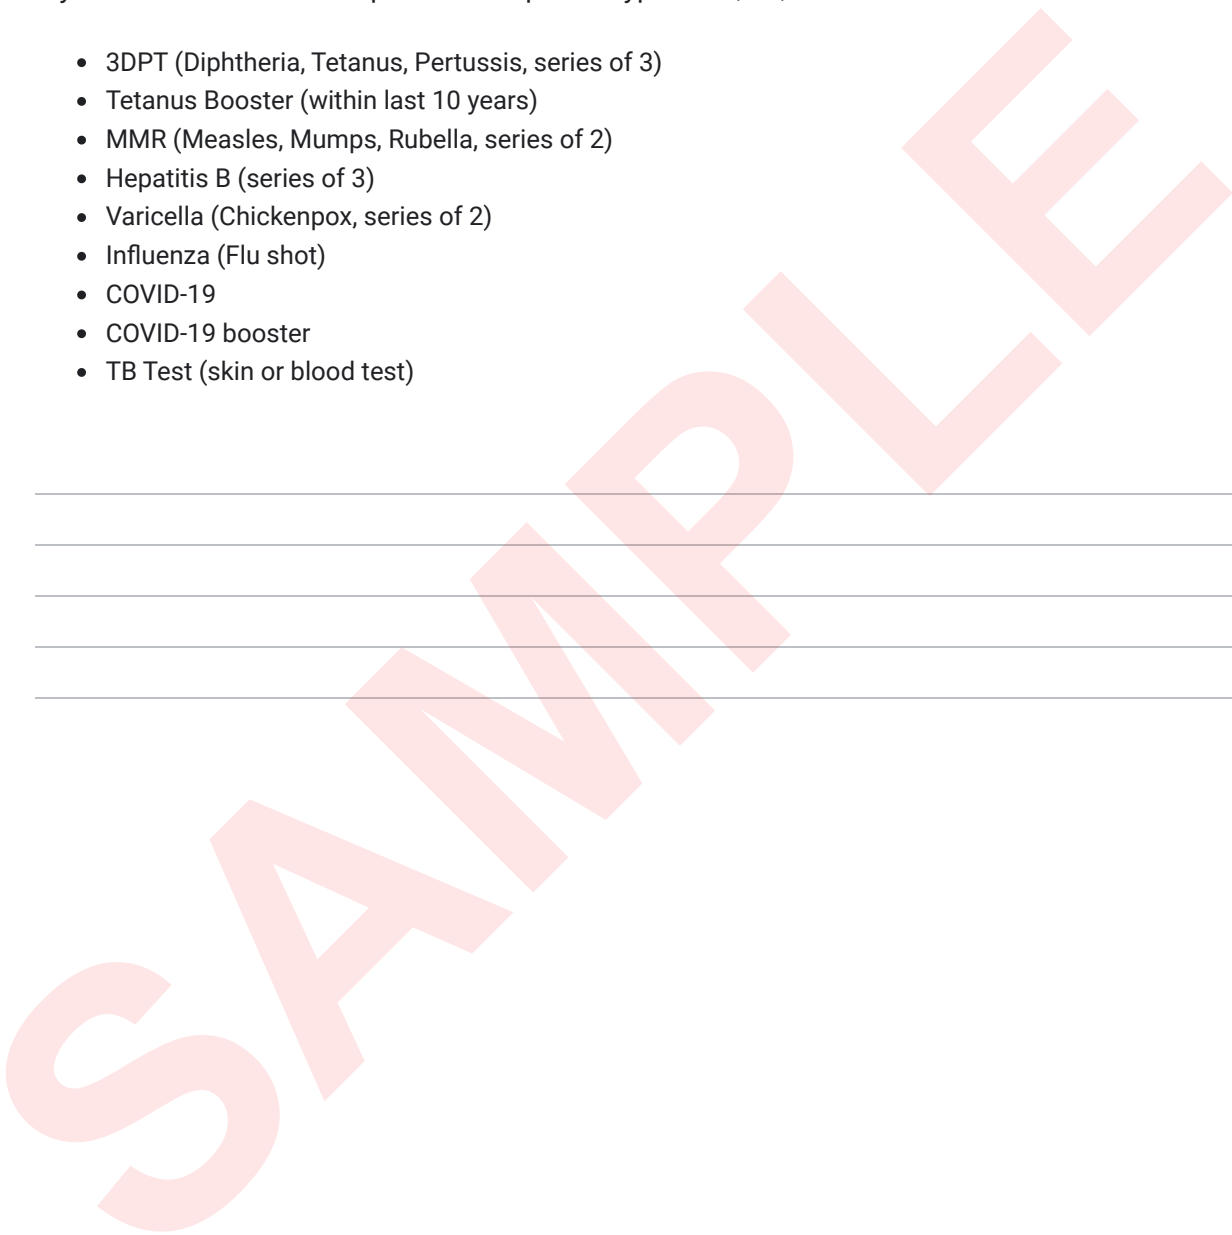 3DPT (Diphtheria, Tetanus, Pertussis, series of 3)
Tetanus Booster (within last 10 years)
MMR (Measles, Mumps, Rubella, series of 2)
Hepatitis B (series of 3)
Varicella (Chickenpox, series of 2)
Influenza (Flu shot)
COVID-19
COVID-19 booster
TB Test (skin or blood test)
SAMPLE